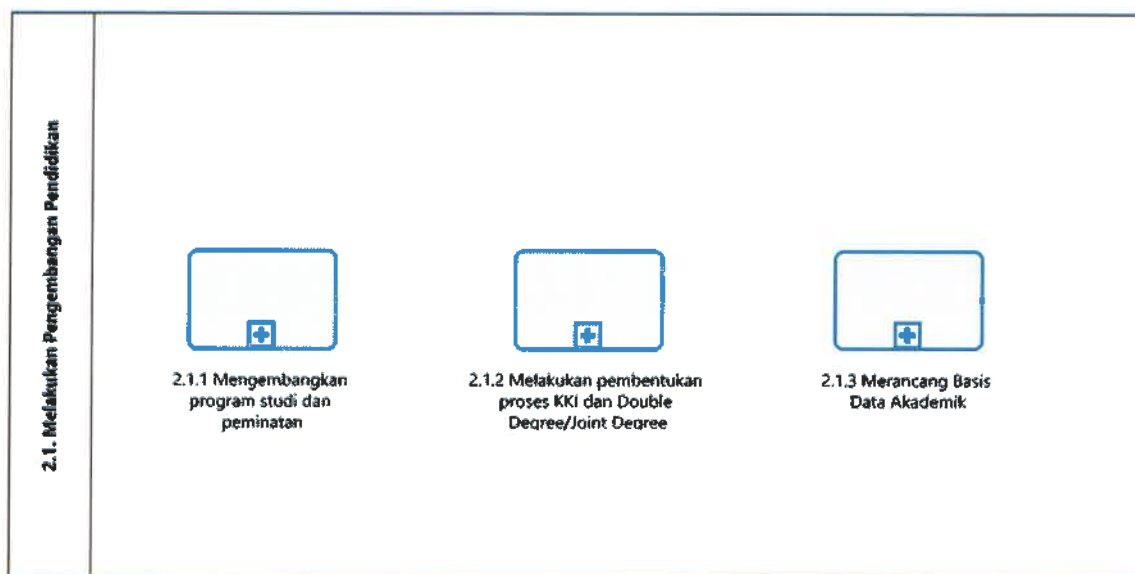 2.1. Melakukan Pengembangan Pendidikan
2.1.1 Mengembangkan
program studi dan
peminatan
2.1.2 Melakukan pembentukan
proses KKI dan Double
Degree/Joint Degree
2.1.3 Merancang Basis
Data Akademik